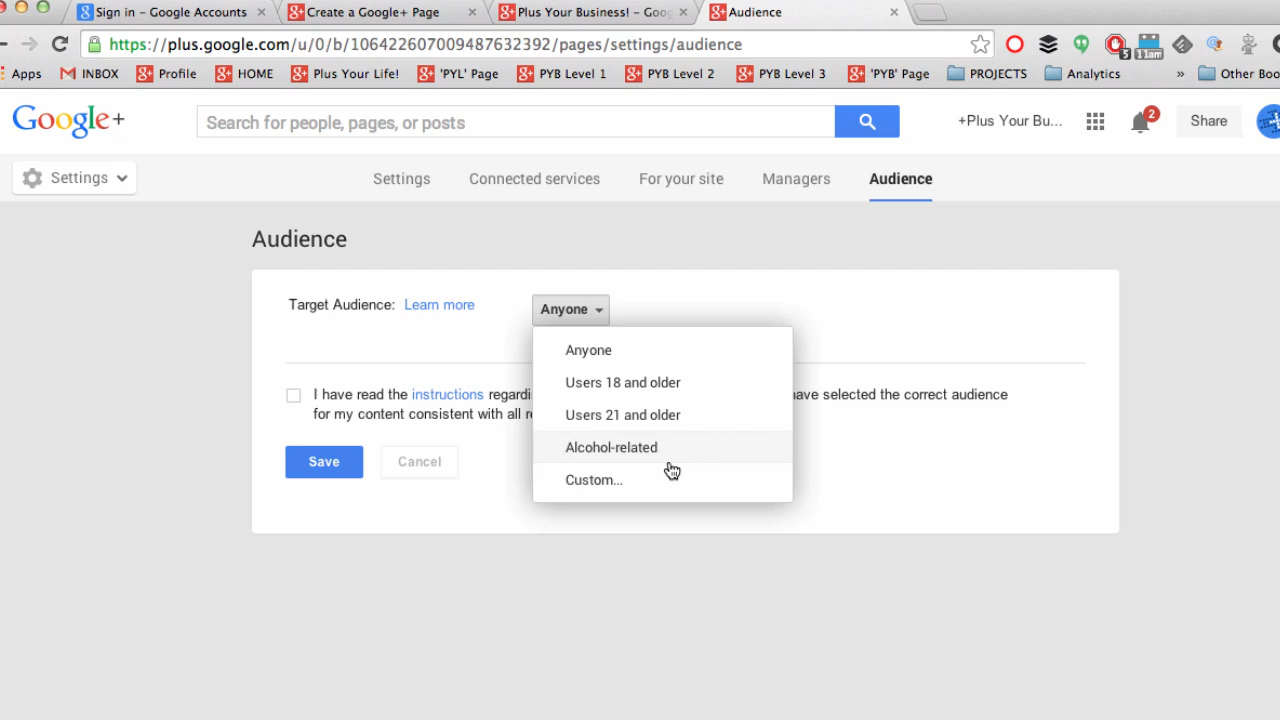 Sign in – Google Accounts
Create a Google+ Page
Plus Your Business! – Goog
Audience
https://plus.google.com/u/0/b/106422607009487632392/pages/settings/audience
5
11am
Apps
INBOX
Profile
HOME
Plus Your Life!
'PYL' Page
PYB Level 1
PYB Level 2
PYB Level 3
'PYB' Page
PROJECTS
Analytics
»
Other Boo
Google+
Search for people, pages, or posts
+Plus Your Bu...
2
Share
Settings
Settings
Connected services
For your site
Managers
Audience
Audience
Target Audience: Learn more
Anyone
Anyone
Users 18 and older
Users 21 and older
Alcohol-related
Custom...
I have read the instructions regardi
have selected the correct audience
for my content consistent with all re
Save
Cancel